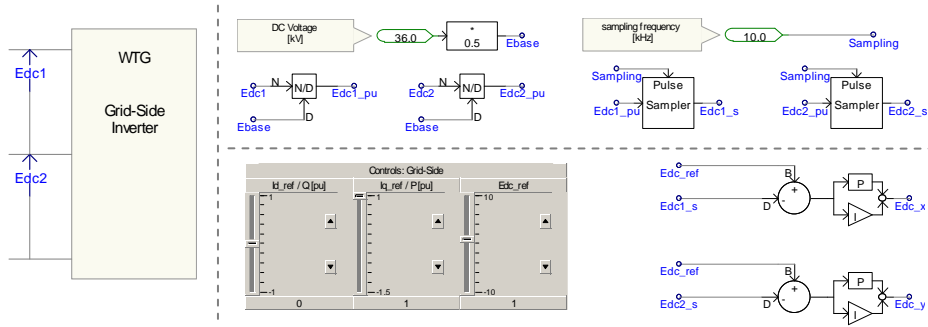 WTG
Grid-Side
Inverter
Edc1
Edc2
DC Voltage
[kV]
36.0
*
0.5
Ebase
sampling frequency
[kHz]
10.0
Sampling
Edc1
N
N/D
Edc1_pu
Ebase
D
Edc2
N
N/D
Edc2_pu
Ebase
D
Sampling
Pulse
Sampler
Edc1_pu
Edc1_s
Sampling
Pulse
Sampler
Edc2_pu
Edc2_s
Controls: Grid-Side
Id_ref / Q [pu]
Iq_ref / P[pu]
Edc_ref
1
-1
0
1
-1.5
1
10
-10
1
Edc_ref
B
+
-
D
Edc1_s
P
I
Edc_x
Edc_ref
B
+
-
D
Edc2_s
P
I
Edc_y